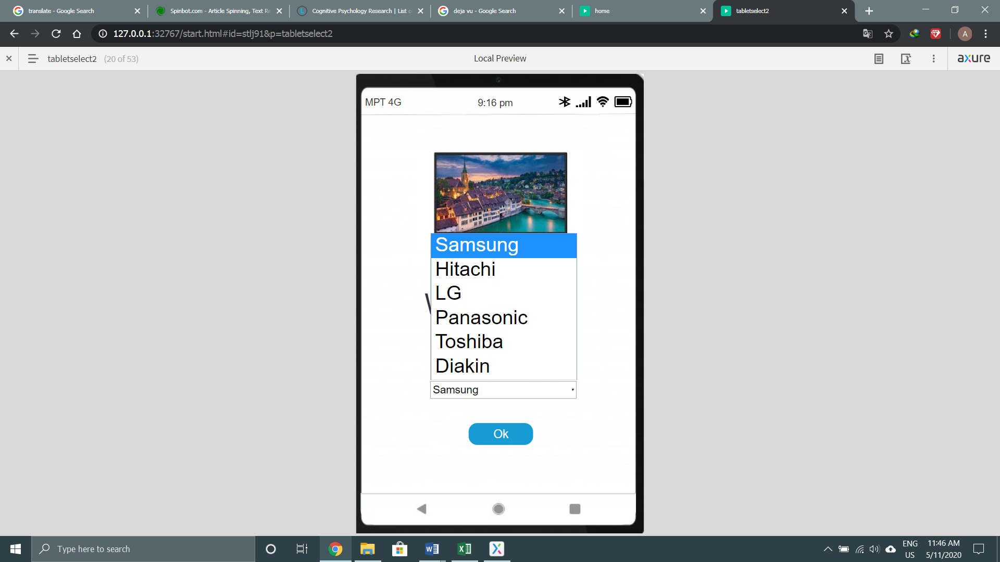 translate - Google Search
Spinbot.com - Article Spinning, Text Re
Cognitive Psychology Research | List o
deja vu - Google Search
home
tabletselect2
127.0.0.1:32767/start.html#id=stlj91&p=tabletselect2
A
tabletselect2 (20 of 53)
Local Preview
axure
MPT 4G
9:16 pm
Samsung
Hitachi
LG
Panasonic
Toshiba
Diakin
Samsung
Ok
Type here to search
ENG
US
11:46 AM
5/11/2020